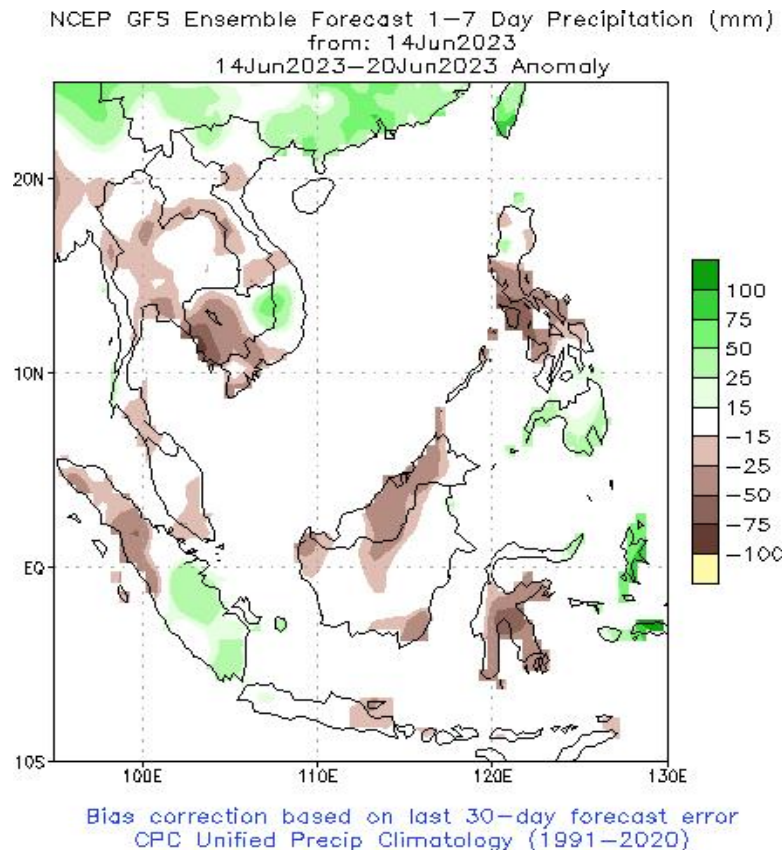 NCEP GFS Ensemble Forecast 1-7 Day Precipitation (mm)
from: 14Jun2023
14Jun2023-20Jun2023 Anomaly
20N
10N
EQ
10S
100E
110E
120E
130E
100
75
50
25
15
-15
-25
-50
-75
-100
Bias correction based on last 30-day forecast error
CPC Unified Precip Climatology (1991-2020)